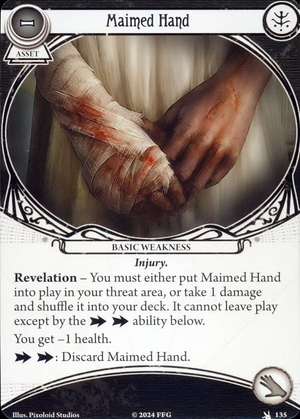 Maimed Hand
ASSET
BASIC WEAKNESS
Injury.
Revelation – You must either put Maimed Hand
into play in your threat area, or take 1 damage
and shuffle it into your deck. It cannot leave play
except by the ability below.
You get –1 health.
: Discard Maimed Hand.
Illus. Pixoloid Studios
© 2024 FFG
135